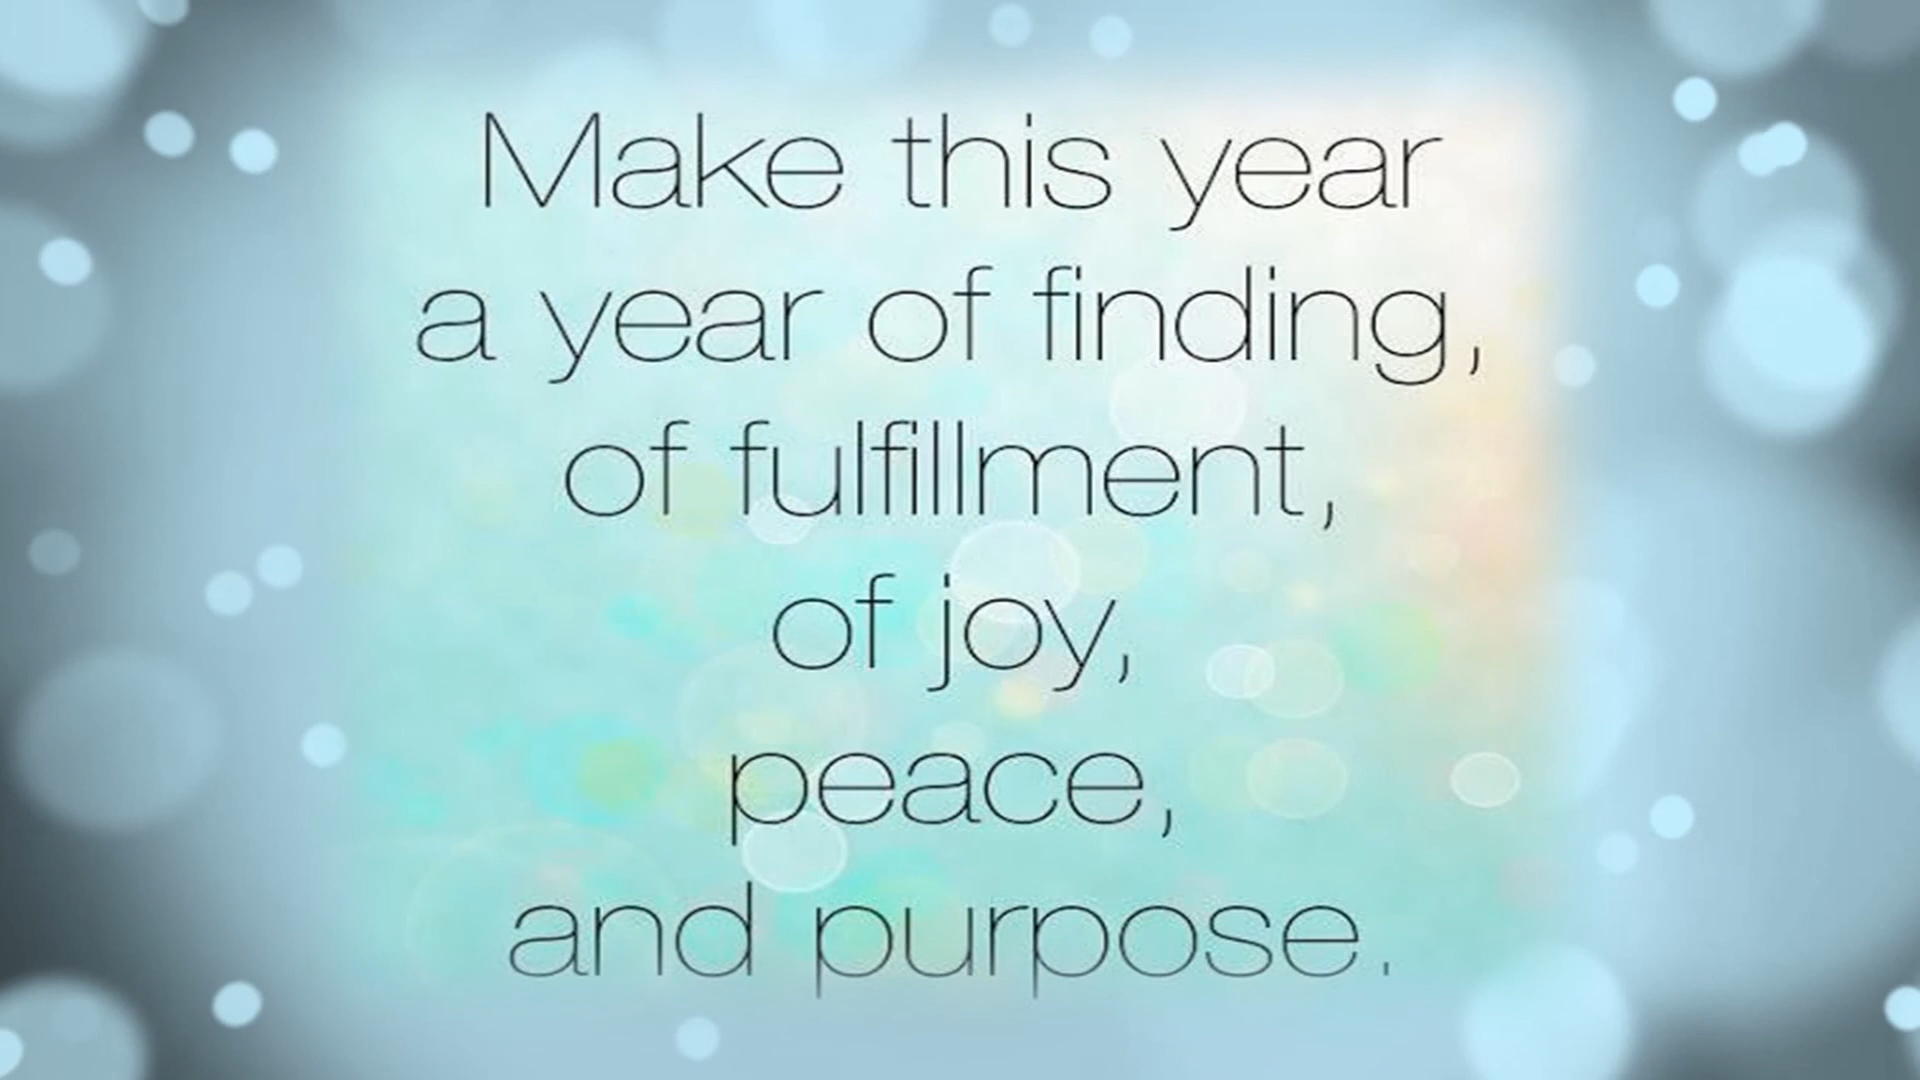 Make this year
a year of finding,
of fulfillment,
of joy,
peace,
and purpose.